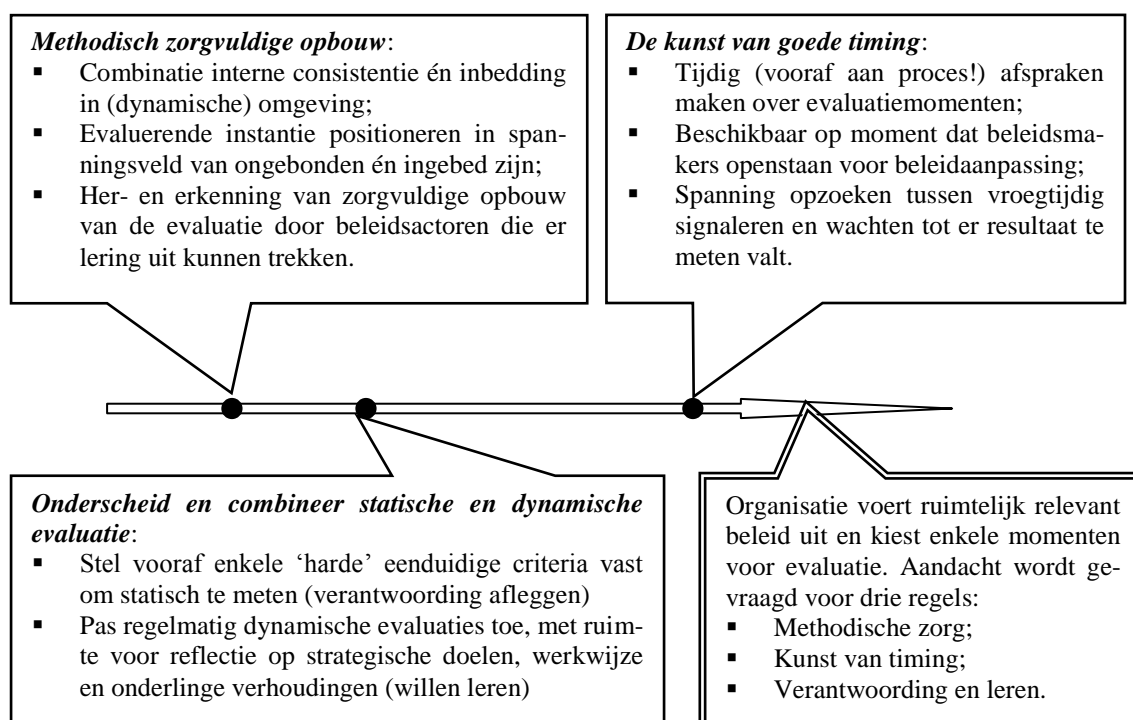 Methodisch zorgvuldige opbouw:
▪ Combinatie interne consistentie én inbedding
in (dynamische) omgeving;
▪ Evaluerende instantie positioneren in span-
ningsveld van ongebonden én ingebed zijn;
▪ Her- en erkenning van zorgvuldige opbouw
van de evaluatie door beleidsactoren die er
lering uit kunnen trekken.
De kunst van goede timing:
▪ Tijdig (vooraf aan proces!) afspraken
maken over evaluatiemomenten;
▪ Beschikbaar op moment dat beleidsma-
kers openstaan voor beleidaanpassing;
▪ Spanning opzoeken tussen vroegtijdig
signaleren en wachten tot er resultaat te
meten valt.
Onderscheid en combineer statische en dynamische
evaluatie:
▪ Stel vooraf enkele ‘harde’ eenduidige criteria vast
om statisch te meten (verantwoording afleggen)
▪ Pas regelmatig dynamische evaluaties toe, met ruim-
te voor reflectie op strategische doelen, werkwijze
en onderlinge verhoudingen (willen leren)
Organisatie voert ruimtelijk relevant
beleid uit en kiest enkele momenten
voor evaluatie. Aandacht wordt ge-
vraagd voor drie regels:
▪ Methodische zorg;
▪ Kunst van timing;
▪ Verantwoording en leren.